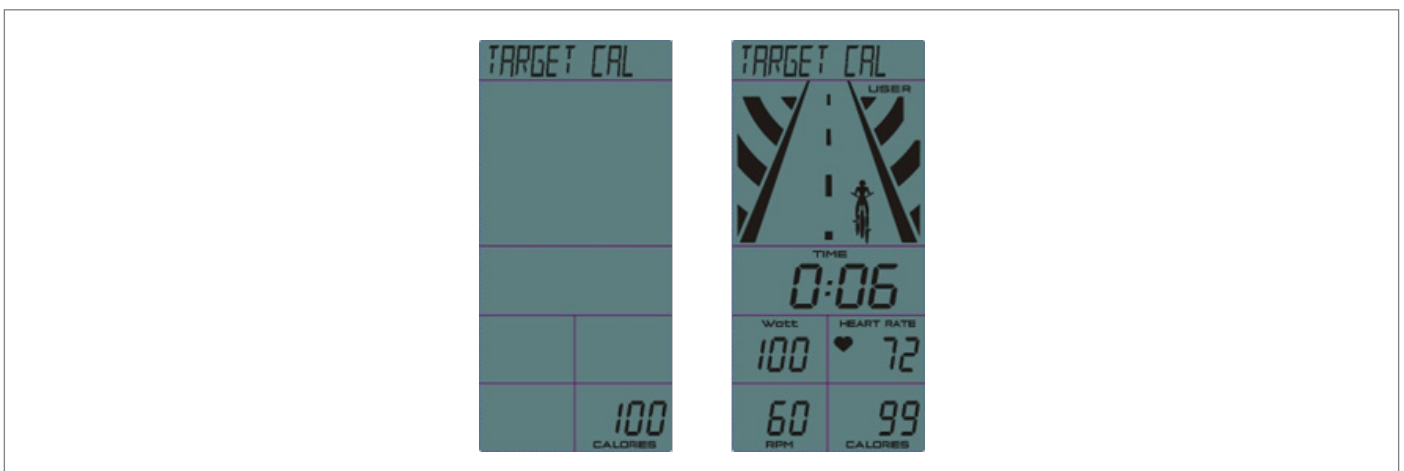 TARGET CAL
100
CALORIES
TARGET CAL
USER
TIME
0:06
Watt HEART RATE
100 72
60 99
RPM CALORIES